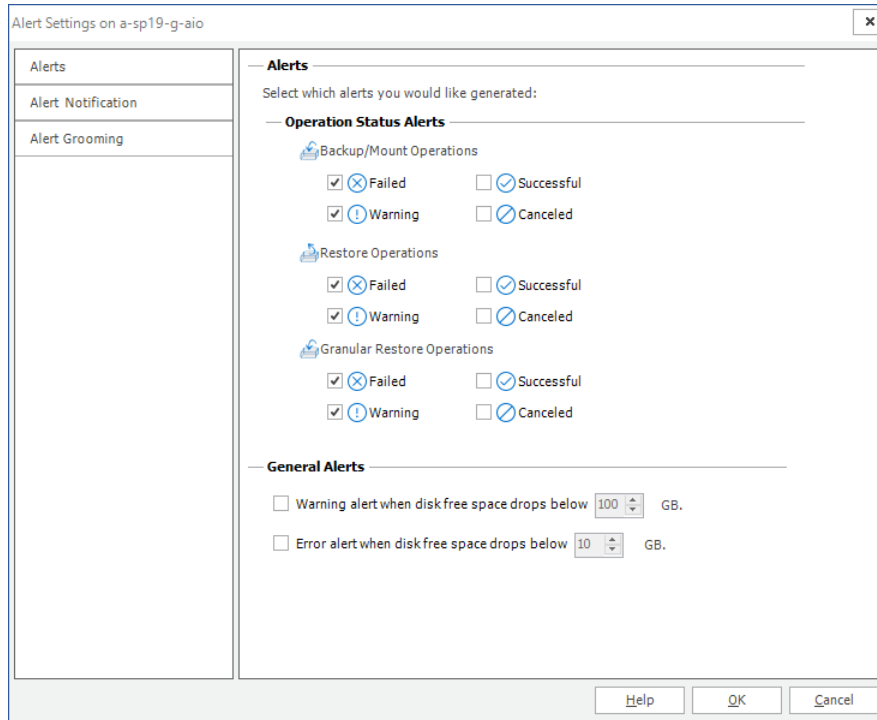 Alert Settings on a-sp19-g-aio
Alerts
Alert Notification
Alert Grooming
Alerts
Select which alerts you would like generated:
Operation Status Alerts
Backup/Mount Operations
Failed Successful
Warning Canceled
Restore Operations
Failed Successful
Warning Canceled
Granular Restore Operations
Failed Successful
Warning Canceled
General Alerts
Warning alert when disk free space drops below 100 GB.
Error alert when disk free space drops below 10 GB.
Help OK Cancel